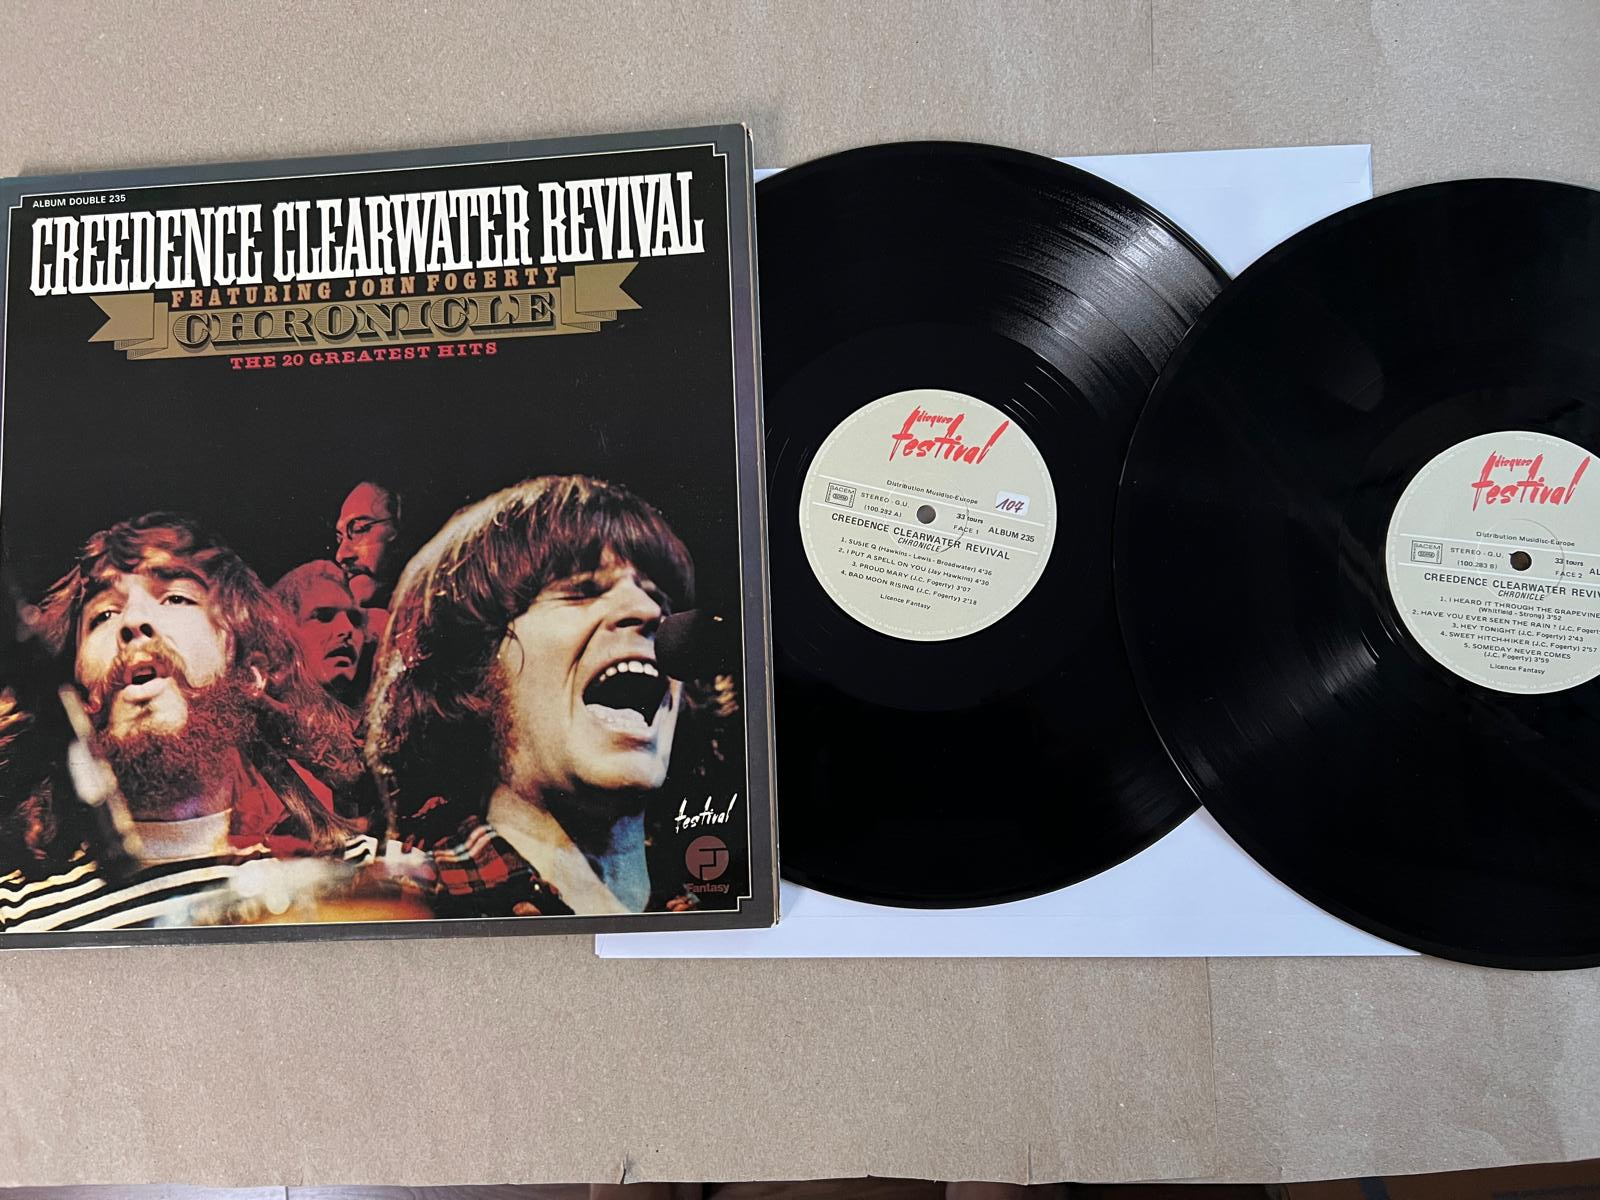 ALBUM DOUBLE 235
CREEDENCE CLEARWATER REVIVAL
FEATURING JOHN FOGERTY
CHRONICLE
THE 20 GREATEST HITS
festival
Fantasy
disques
festival
Distribution Musidisc-Europe
SACEM
STEREO - G.U.
(100.282 A)
107
33 tours
FACE 1
ALBUM 235
CREEDENCE CLEARWATER REVIVAL
CHRONICLE
1. SUSIE Q (Hawkins - Lewis - Broadwater) 4'36
2. I PUT A SPELL ON YOU (Jay Hawkins) 4'30
3. PROUD MARY (J.C. Fogerty) 3'07
4. BAD MOON RISING (J.C. Fogerty) 2'18
Licence Fantasy
disques
festival
Distribution Musidisc-Europe
SACEM
STEREO - G.U.
(100.283 B)
33 tours
FACE 2
AL
CREEDENCE CLEARWATER REVIV
CHRONICLE
1. I HEARD IT THROUGH THE GRAPEVINE
(Whitfield - Strong) 3'52
2. HAVE YOU EVER SEEN THE RAIN ? (J.C. Fogert
3. HEY TONIGHT (J.C. Fogerty) 2'43
4. SWEET HITCH-HIKER (J.C. Fogerty) 2'57
5. SOMEDAY NEVER COMES
(J.C. Fogerty) 3'59
Licence Fantasy